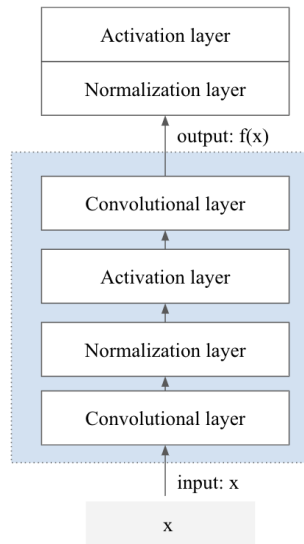 Activation layer
Normalization layer
output: f(x)
Convolutional layer
Activation layer
Normalization layer
Convolutional layer
input: x
x